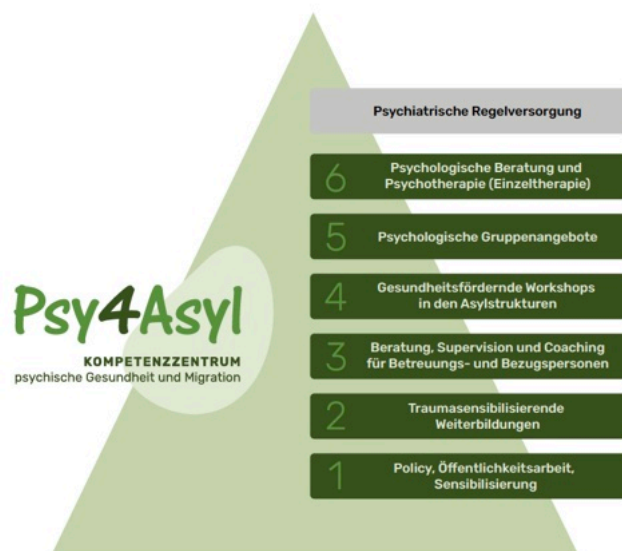 Psychiatrische Regelversorgung
6
Psychologische Beratung und
Psychotherapie (Einzeltherapie)
5
Psychologische Gruppenangebote
4
Gesundheitsfördernde Workshops
in den Asylstrukturen
3
Beratung, Supervision und Coaching
für Betreuungs- und Bezugspersonen
2
Traumasensibilisierende
Weiterbildungen
1
Policy, Öffentlichkeitsarbeit,
Sensibilisierung
Psy4Asyl
KOMPETENZZENTRUM
psychische Gesundheit und Migration